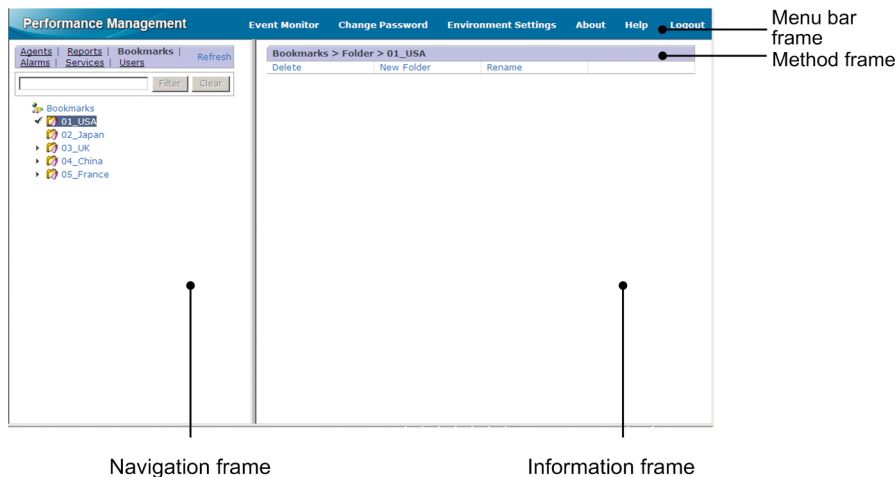 Performance Management
Event Monitor Change Password Environment Settings About Help Logout
Menu bar
frame
Method frame
Agents | Reports | Bookmarks |
Alarms | Services | Users
Refresh
Filter Clear
Bookmarks
01_USA
02_Japan
03_UK
04_China
05_France
Bookmarks > Folder > 01_USA
Delete New Folder Rename
Navigation frame
Information frame